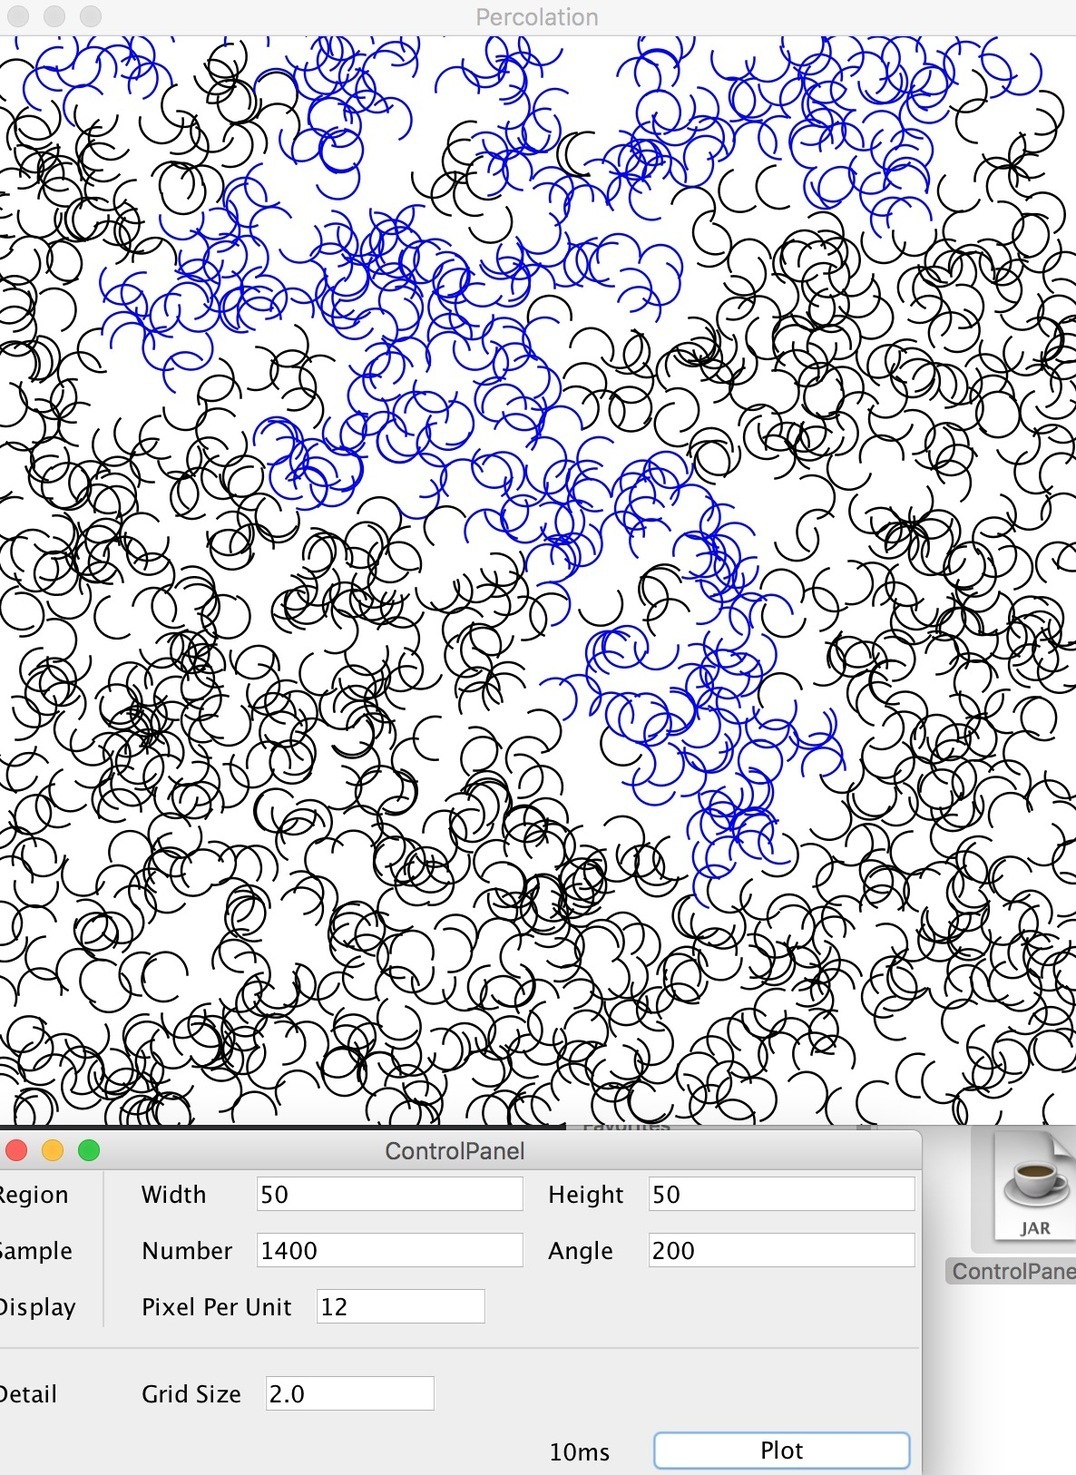 Percolation
Favorites
ControlPanel
Region Width 50 Height 50
Sample Number 1400 Angle 200
Display Pixel Per Unit 12
Detail Grid Size 2.0
10ms Plot
JAR
ControlPane